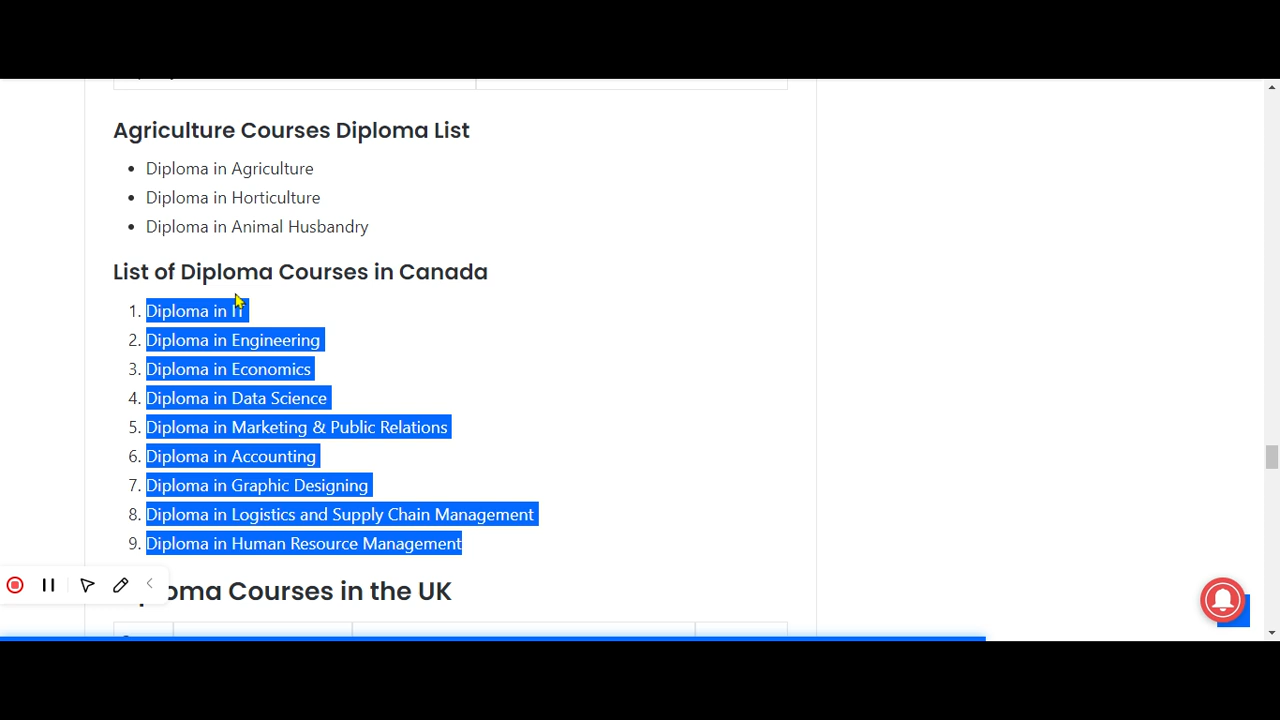 Agriculture Courses Diploma List
• Diploma in Agriculture
• Diploma in Horticulture
• Diploma in Animal Husbandry
List of Diploma Courses in Canada
1. Diploma in IT
2. Diploma in Engineering
3. Diploma in Economics
4. Diploma in Data Science
5. Diploma in Marketing & Public Relations
6. Diploma in Accounting
7. Diploma in Graphic Designing
8. Diploma in Logistics and Supply Chain Management
9. Diploma in Human Resource Management
Courses in the UK